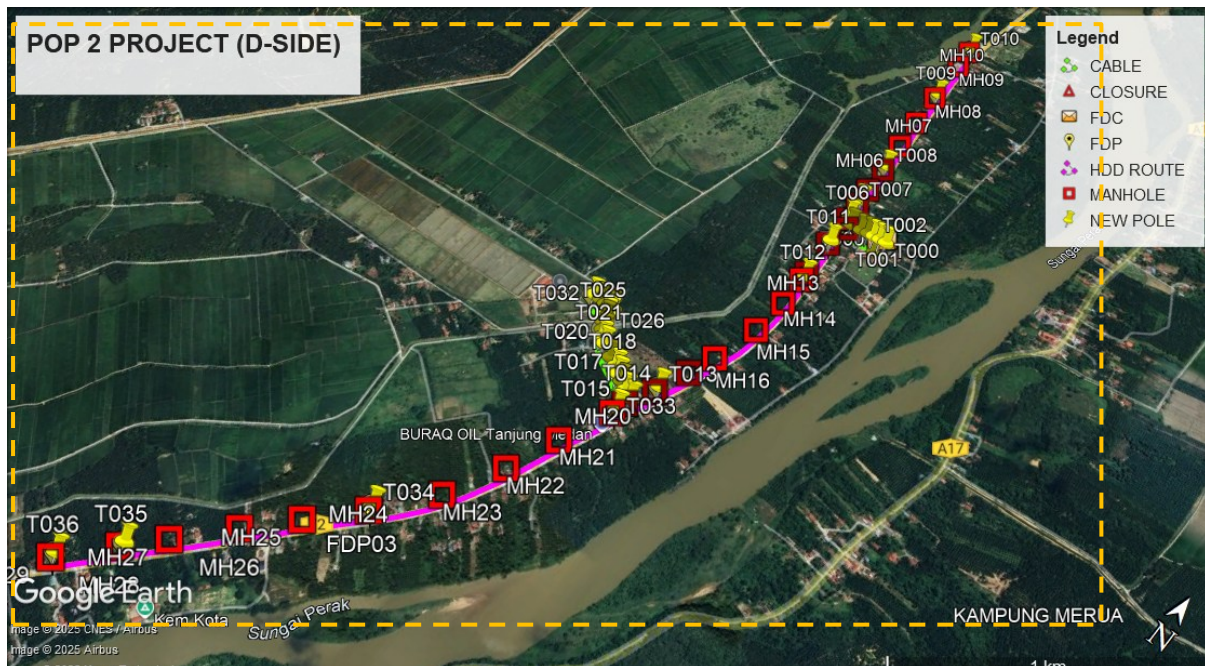 POP 2 PROJECT (D-SIDE)
Legend
CABLE
CLOSURE
FDC
FDP
HDD ROUTE
MANHOLE
NEW POLE
T010
MH10
T009
MH09
MH08
MH07
T008
MH06
T007
T006
T011
T002
T000
T001
T012
MH13
MH14
MH15
MH16
T013
T032
T025
T021
T026
T020
T018
T017
T014
T015
T033
MH20
BURAQ OIL Tanjung
MH21
MH22
MH23
T034
MH24
FDP03
MH25
MH26
T035
T036
MH27
MH28
A17
Google Earth
Kem Kota
Sungai Perak
KAMPUNG MERUA
N
Image © 2025 CNES / Airbus
Image © 2025 Airbus
1 km